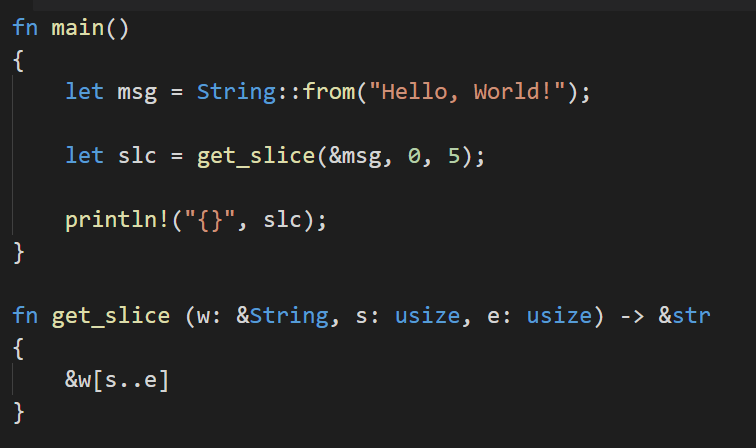 fn main()
{
    let msg = String::from("Hello, World!");
    let slc = get_slice(&msg, 0, 5);
    println!("{}", slc);
}
fn get_slice (w: &String, s: usize, e: usize) -> &str
{
    &w[s..e]
}